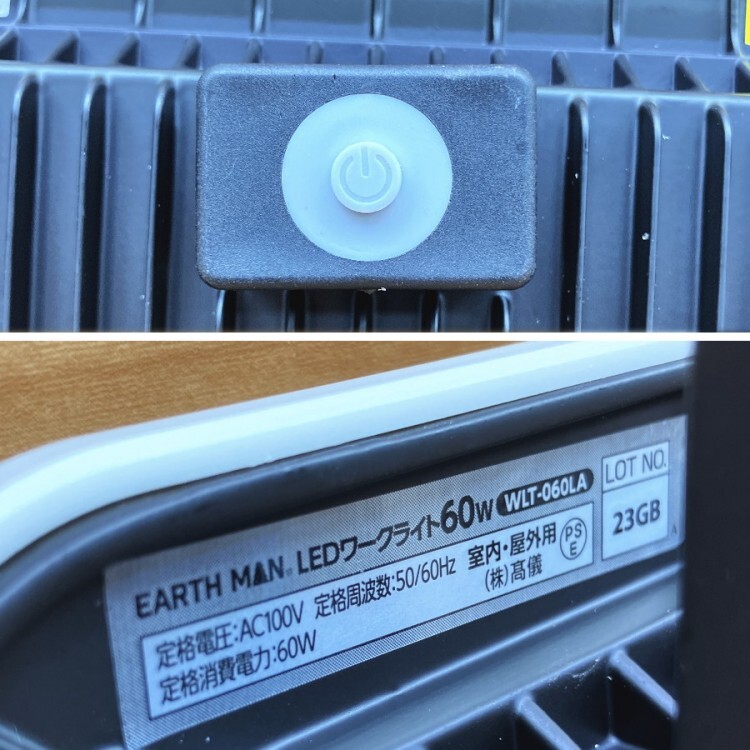 EARTH MAN® LEDワークライト60W WLT-060LA
定格電圧:AC100V 定格周波数:50/60Hz 室内・屋外用
定格消費電力:60W (株)髙儀
PS
E
LOT NO.
23GB
A